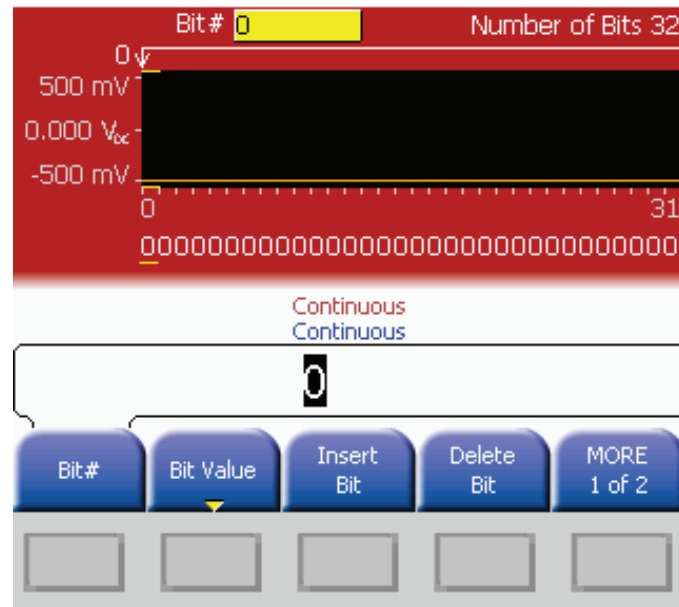 Bit# 0 Number of Bits 32
0
500 mV
0.000 Vdc
-500 mV
0 31
00000000000000000000000000000000
Continuous
Continuous
0
Bit# Bit Value Insert Bit Delete Bit MORE 1 of 2